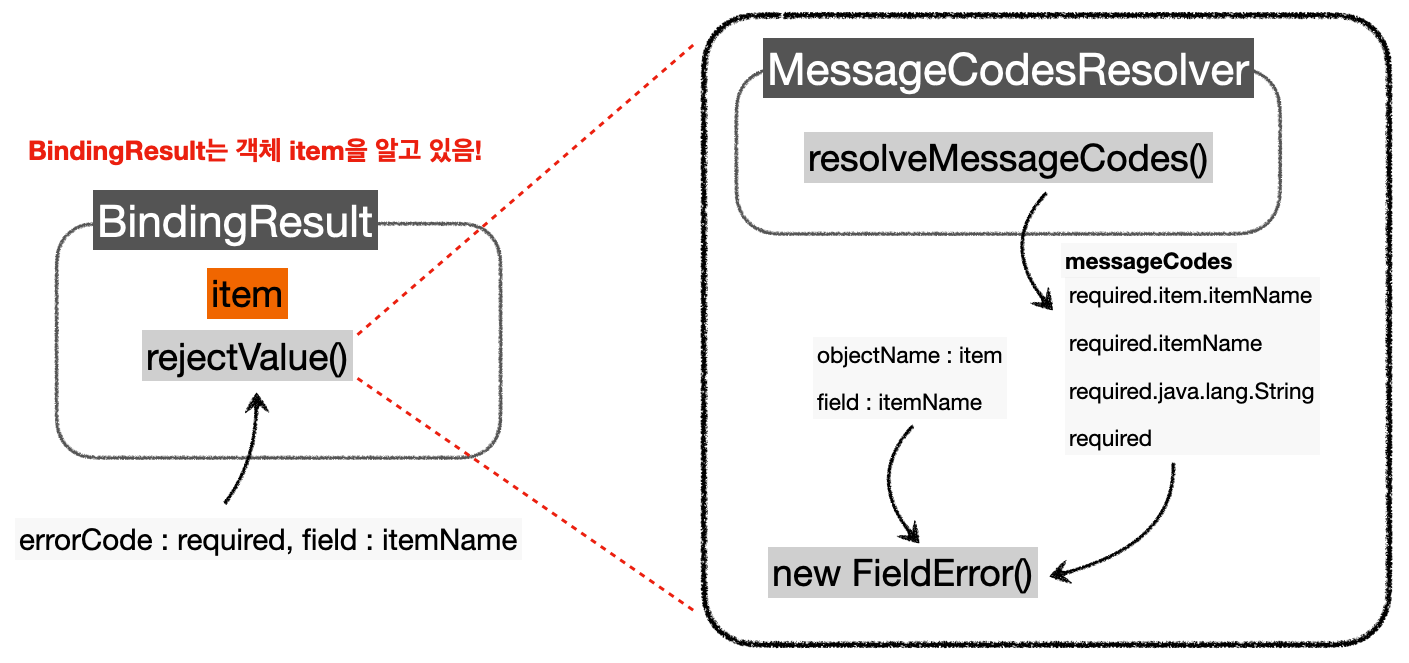 BindingResult는 객체 item을 알고 있음!
BindingResult
item
rejectValue()
errorCode : required, field : itemName
MessageCodesResolver
resolveMessageCodes()
messageCodes
required.item.itemName
required.itemName
required.java.lang.String
required
objectName : item
field : itemName
new FieldError()